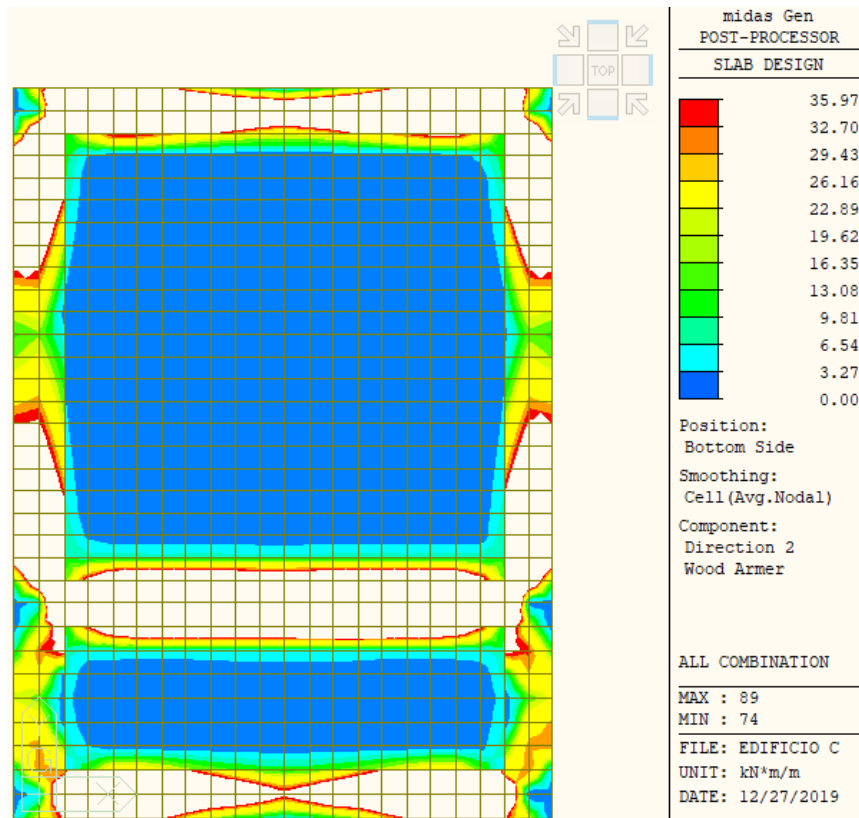 midas Gen
POST-PROCESSOR
SLAB DESIGN
TOP
35.97
32.70
29.43
26.16
22.89
19.62
16.35
13.08
9.81
6.54
3.27
0.00
Position:
Bottom Side
Smoothing:
Cell(Avg.Nodal)
Component:
Direction 2
Wood Armer
ALL COMBINATION
MAX : 89
MIN : 74
FILE: EDIFICIO C
UNIT: kN*m/m
DATE: 12/27/2019
X